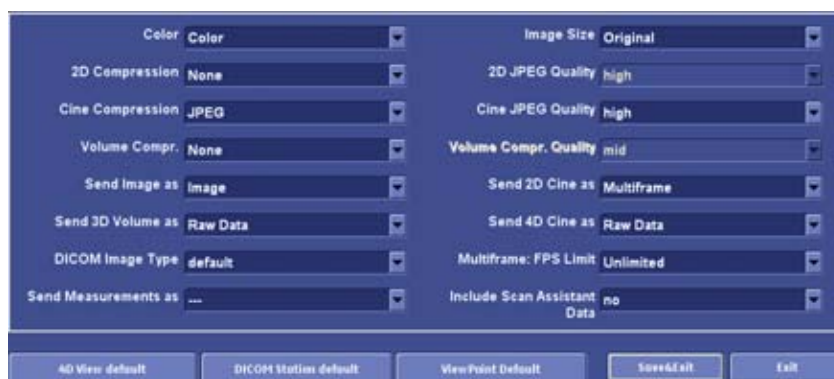 Color Color Image Size Original
2D Compression None 2D JPEG Quality high
Cine Compression JPEG Cine JPEG Quality high
Volume Compr. None Volume Compr. Quality mid
Send Image as Image Send 2D Cine as Multiframe
Send 3D Volume as Raw Data Send 4D Cine as Raw Data
DICOM Image Type default Multiframe: FPS Limit Unlimited
Send Measurements as --- Include Scan Assistant Data no
4D View default DICOM Station default ViewPoint Default Save&Exit Exit